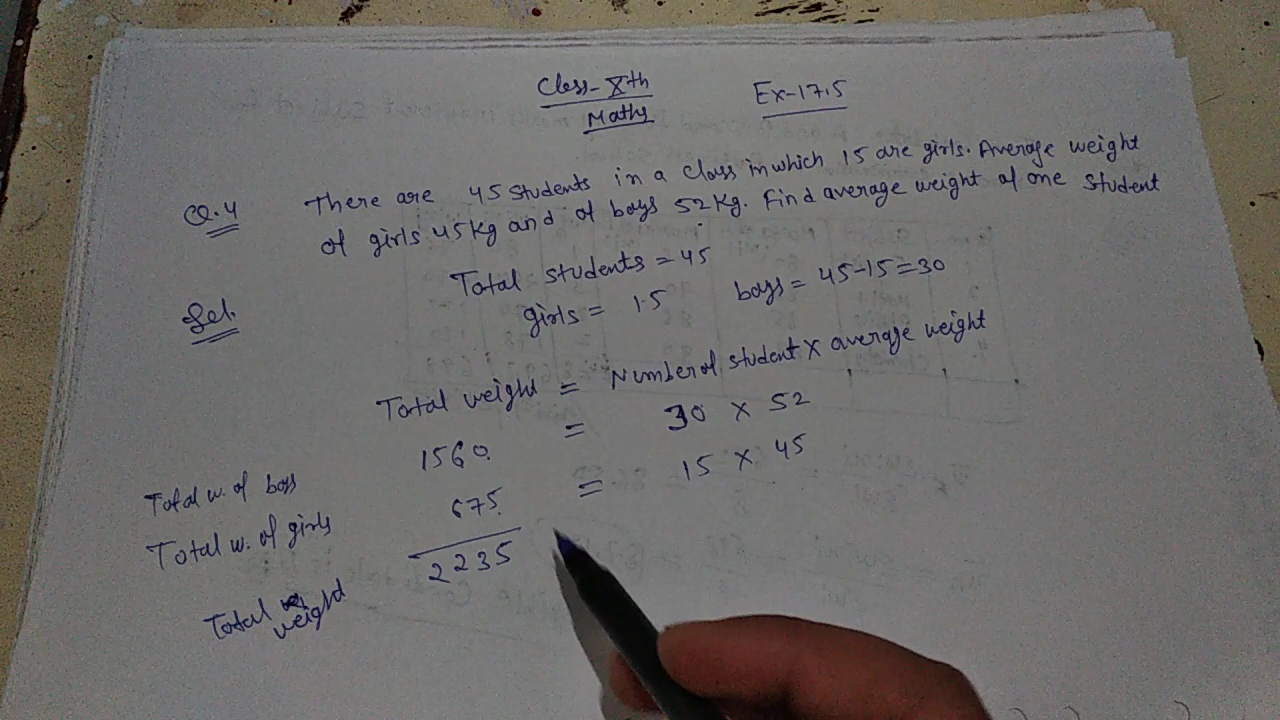 Class-Xth Ex-17.5
Maths
Q.4 There are 45 students in a class in which 15 are girls. Average weight
of girls 45 kg and of boys 52 kg. Find average weight of one student
Sol. Total students = 45
girls = 15 boys = 45-15=30
Total weight = Number of student x average weight
Total w. of boys 1560 = 30 x 52
Total w. of girls 675 = 15 x 45
Total weight 2235